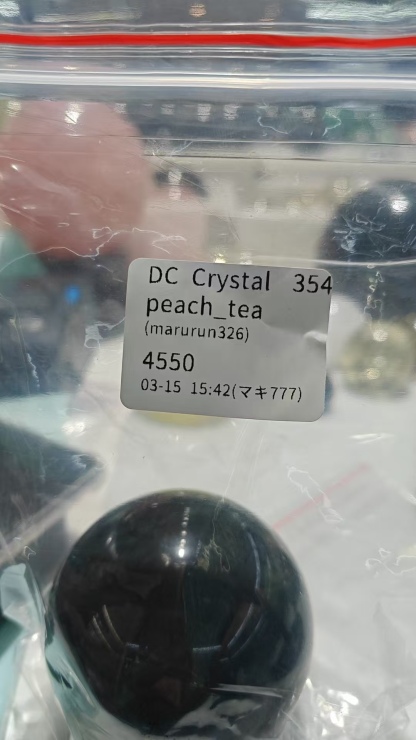 DC Crystal 354
peach_tea
(marurun326)
4550
03-15 15:42(マキ777)